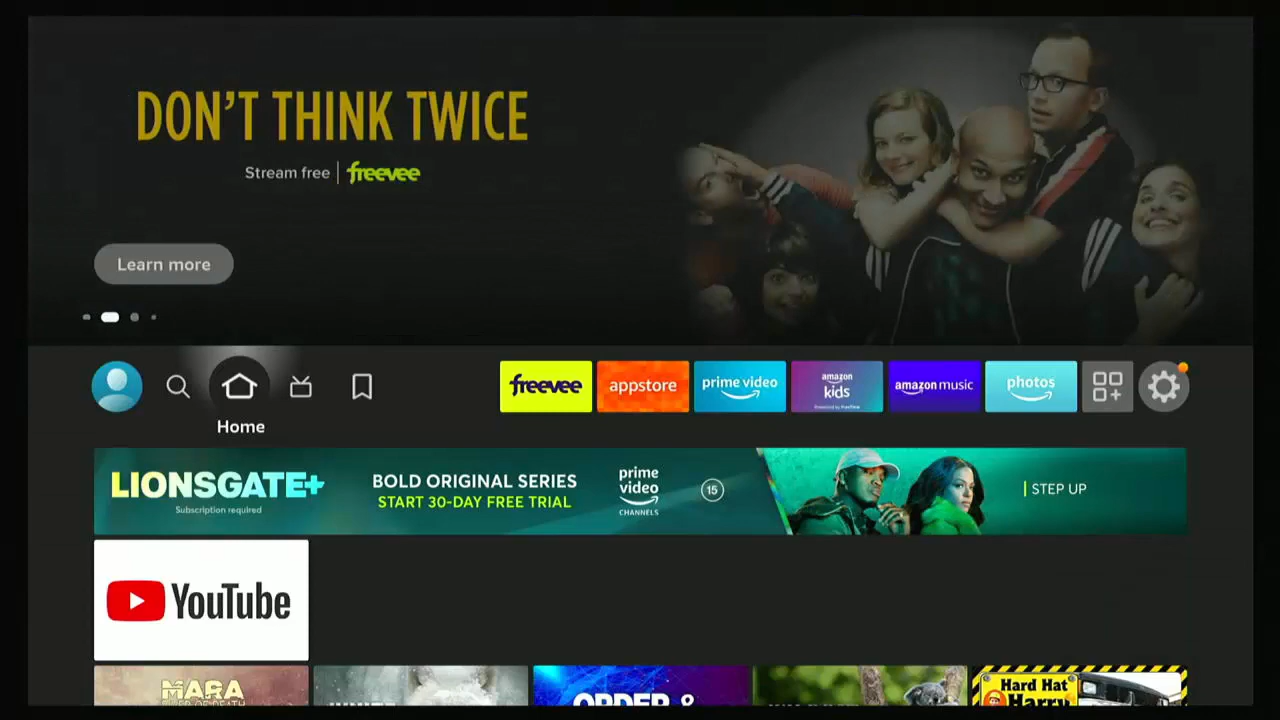 DON'T THINK TWICE
Stream free | freevee
Learn more
freevee
appstore
prime video
amazon kids
amazon music
photos
Home
LIONSGATE+
Subscription required
BOLD ORIGINAL SERIES
START 30-DAY FREE TRIAL
prime video
CHANNELS
15
STEP UP
YouTube
MARA
ORDER &
Hard Hat
Harry